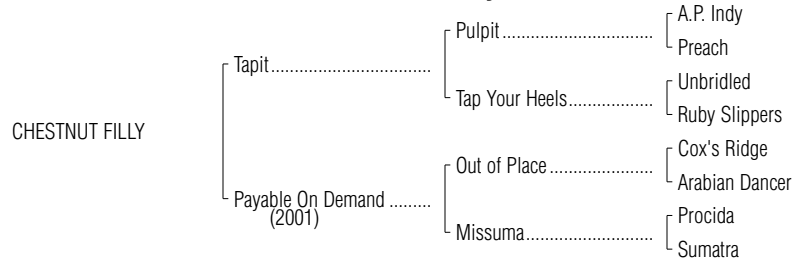 A.P. Indy
Pulpit
Preach
Tapit
Unbridled
Tap Your Heels
Ruby Slippers
CHESTNUT FILLY
Cox's Ridge
Out of Place
Arabian Dancer
Payable On Demand
(2001)
Procida
Missuma
Sumatra